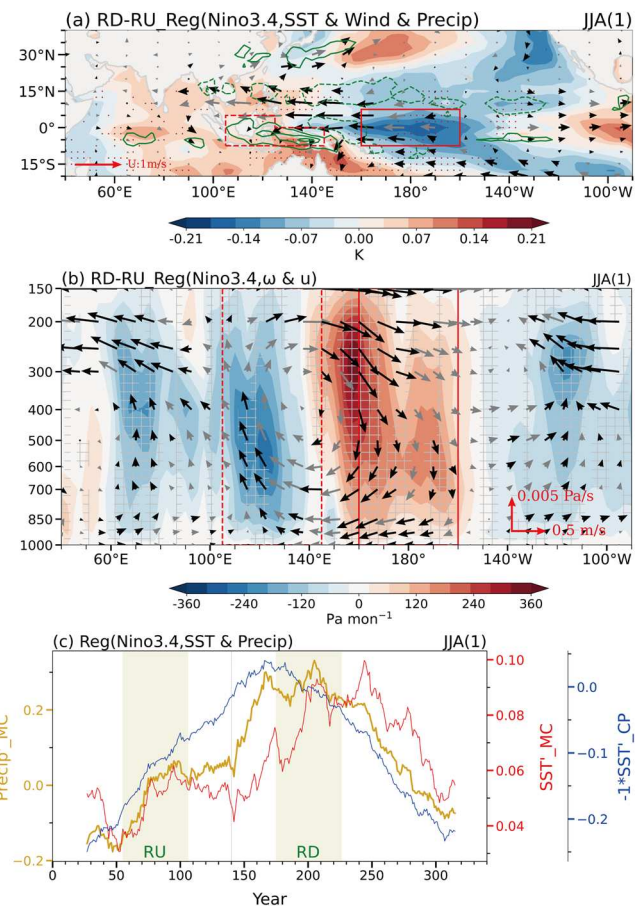 (a) RD-RU_Reg(Nino3.4,SST & Wind & Precip) JJA(1)
30°N
15°N
0°
15°S
U:1m/s
60°E 100°E 140°E 180° 140°W 100°W
-0.21 -0.14 -0.07 0.00 0.07 0.14 0.21
K
(b) RD-RU_Reg(Nino3.4,ω & u) JJA(1)
150
200
300
400
500
600
700
850
1000
0.005 Pa/s
0.5 m/s
60°E 100°E 140°E 180° 140°W 100°W
-360 -240 -120 0 120 240 360
Pa mon⁻¹
(c) Reg(Nino3.4,SST & Precip) JJA(1)
Precip'_MC
0.2
0.0
−0.2
RU RD
0 50 100 150 200 250 300
Year
0.10
0.08
0.06
0.04
SST'_MC
0.0
−0.1
−0.2
-1*SST'_CP